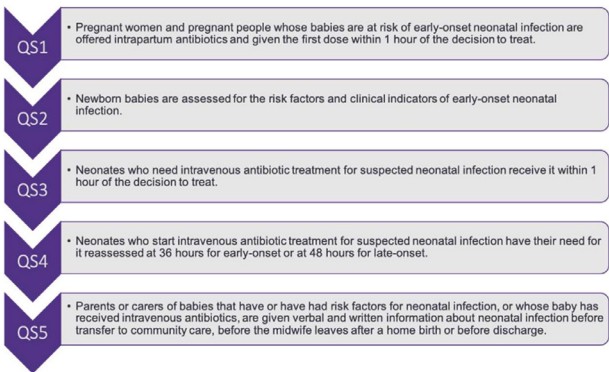 QS1
• Pregnant women and pregnant people whose babies are at risk of early-onset neonatal infection are
offered intrapartum antibiotics and given the first dose within 1 hour of the decision to treat.
QS2
• Newborn babies are assessed for the risk factors and clinical indicators of early-onset neonatal
infection.
QS3
• Neonates who need intravenous antibiotic treatment for suspected neonatal infection receive it within 1
hour of the decision to treat.
QS4
• Neonates who start intravenous antibiotic treatment for suspected neonatal infection have their need for
it reassessed at 36 hours for early-onset or at 48 hours for late-onset.
QS5
• Parents or carers of babies that have or have had risk factors for neonatal infection, or whose baby has
received intravenous antibiotics, are given verbal and written information about neonatal infection before
transfer to community care, before the midwife leaves after a home birth or before discharge.